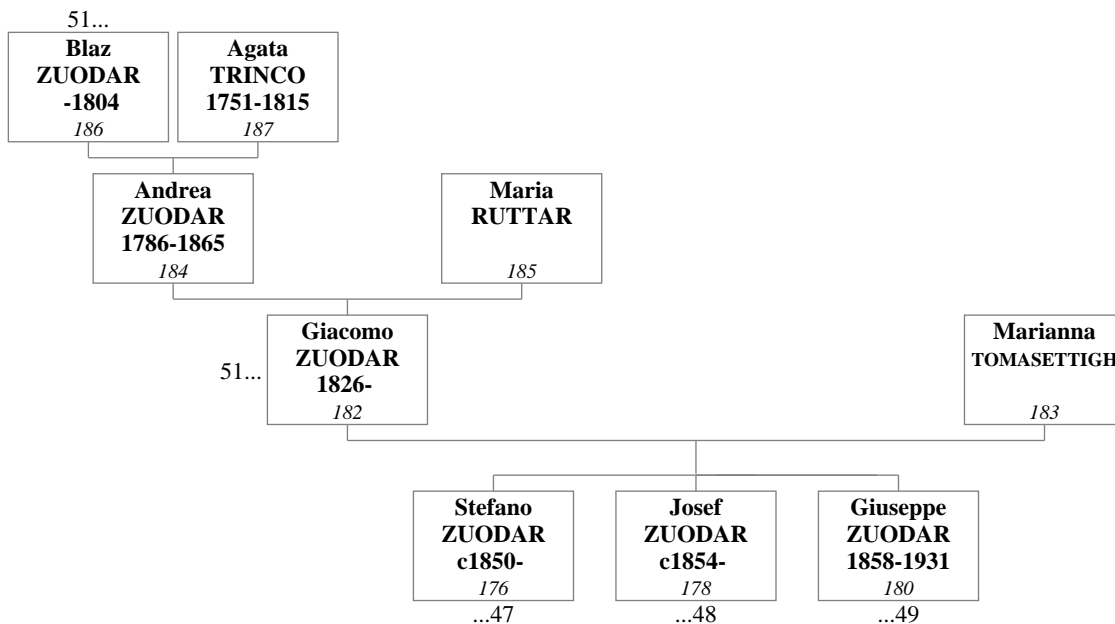 51...
Blaz
ZUODAR
-1804
186
Agata
TRINCO
1751-1815
187
Andrea
ZUODAR
1786-1865
184
Maria
RUTTAR
185
51...
Giacomo
ZUODAR
1826-
182
Marianna
TOMASETTIGH
183
Stefano
ZUODAR
c1850-
176
...47
Josef
ZUODAR
c1854-
178
...48
Giuseppe
ZUODAR
1858-1931
180
...49